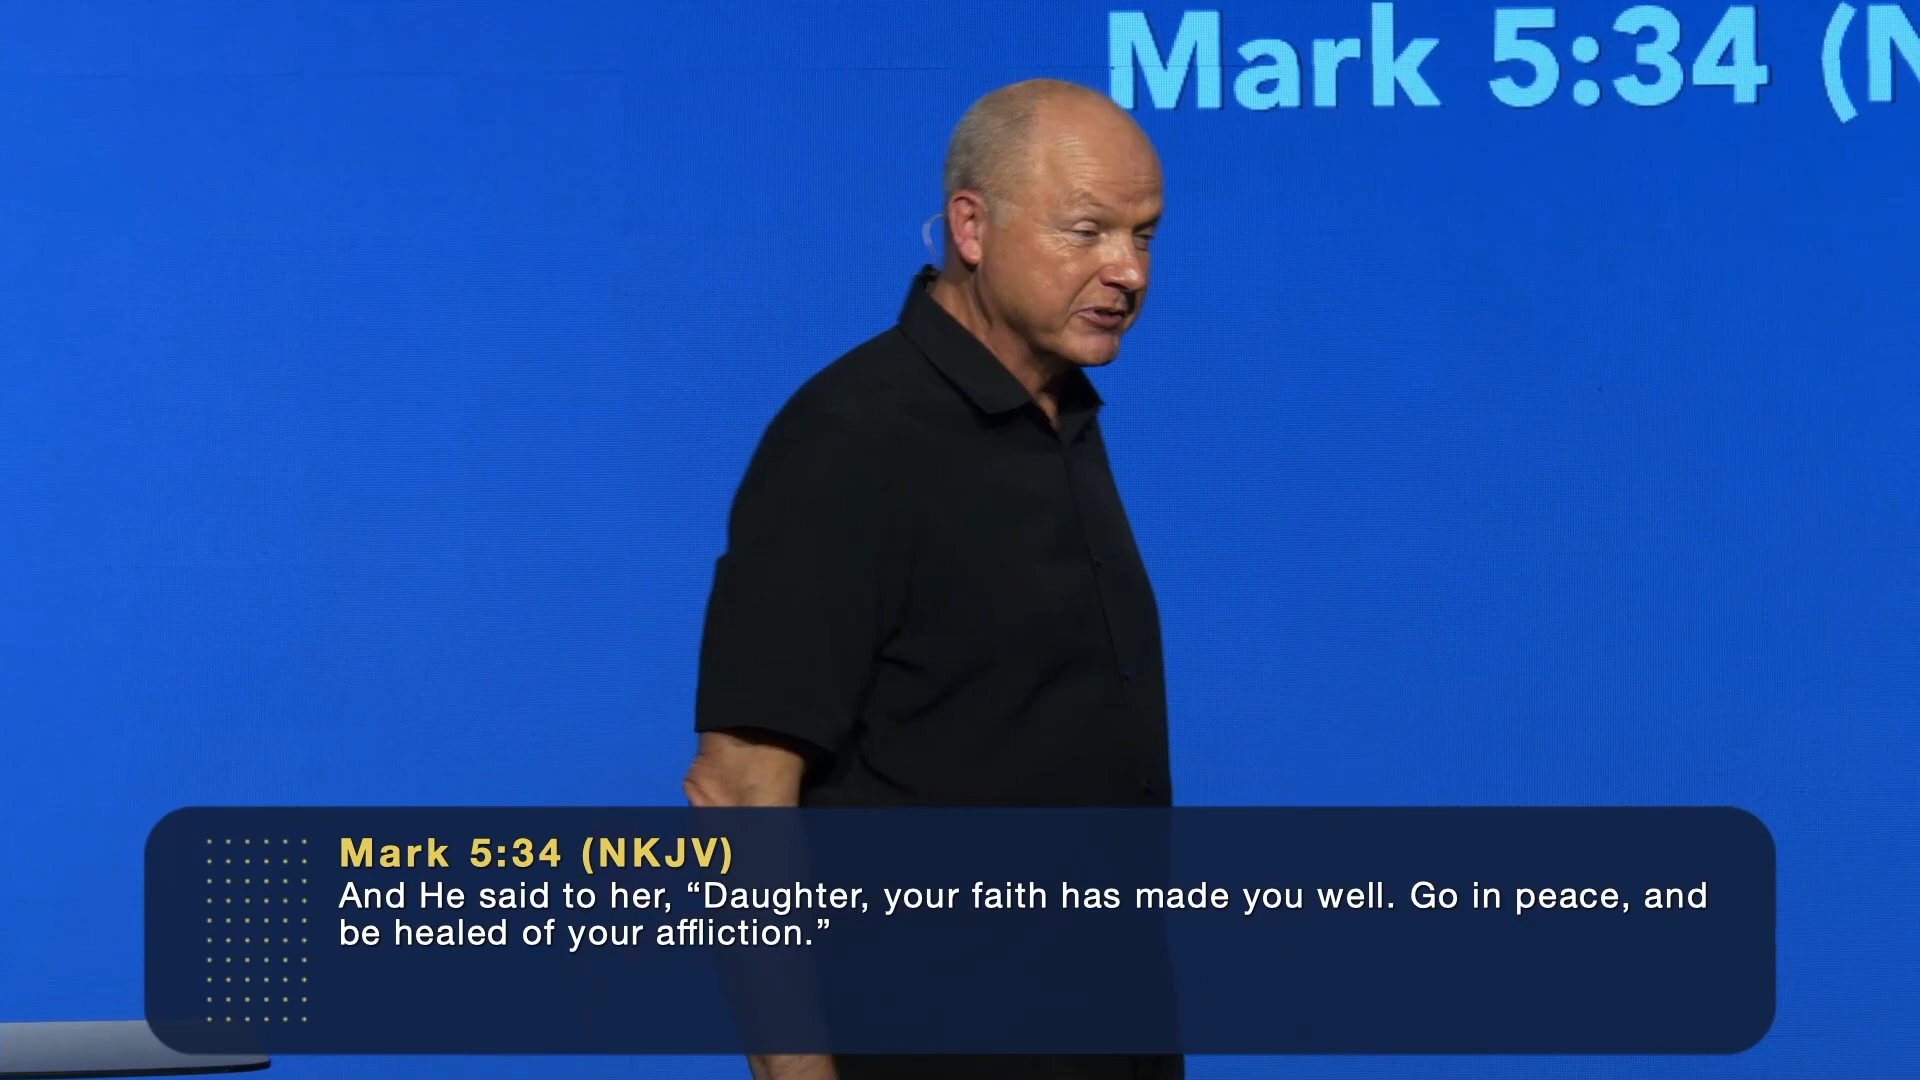 Mark 5:34 (N
Mark 5:34 (NKJV)
And He said to her, “Daughter, your faith has made you well. Go in peace, and
be healed of your affliction.”